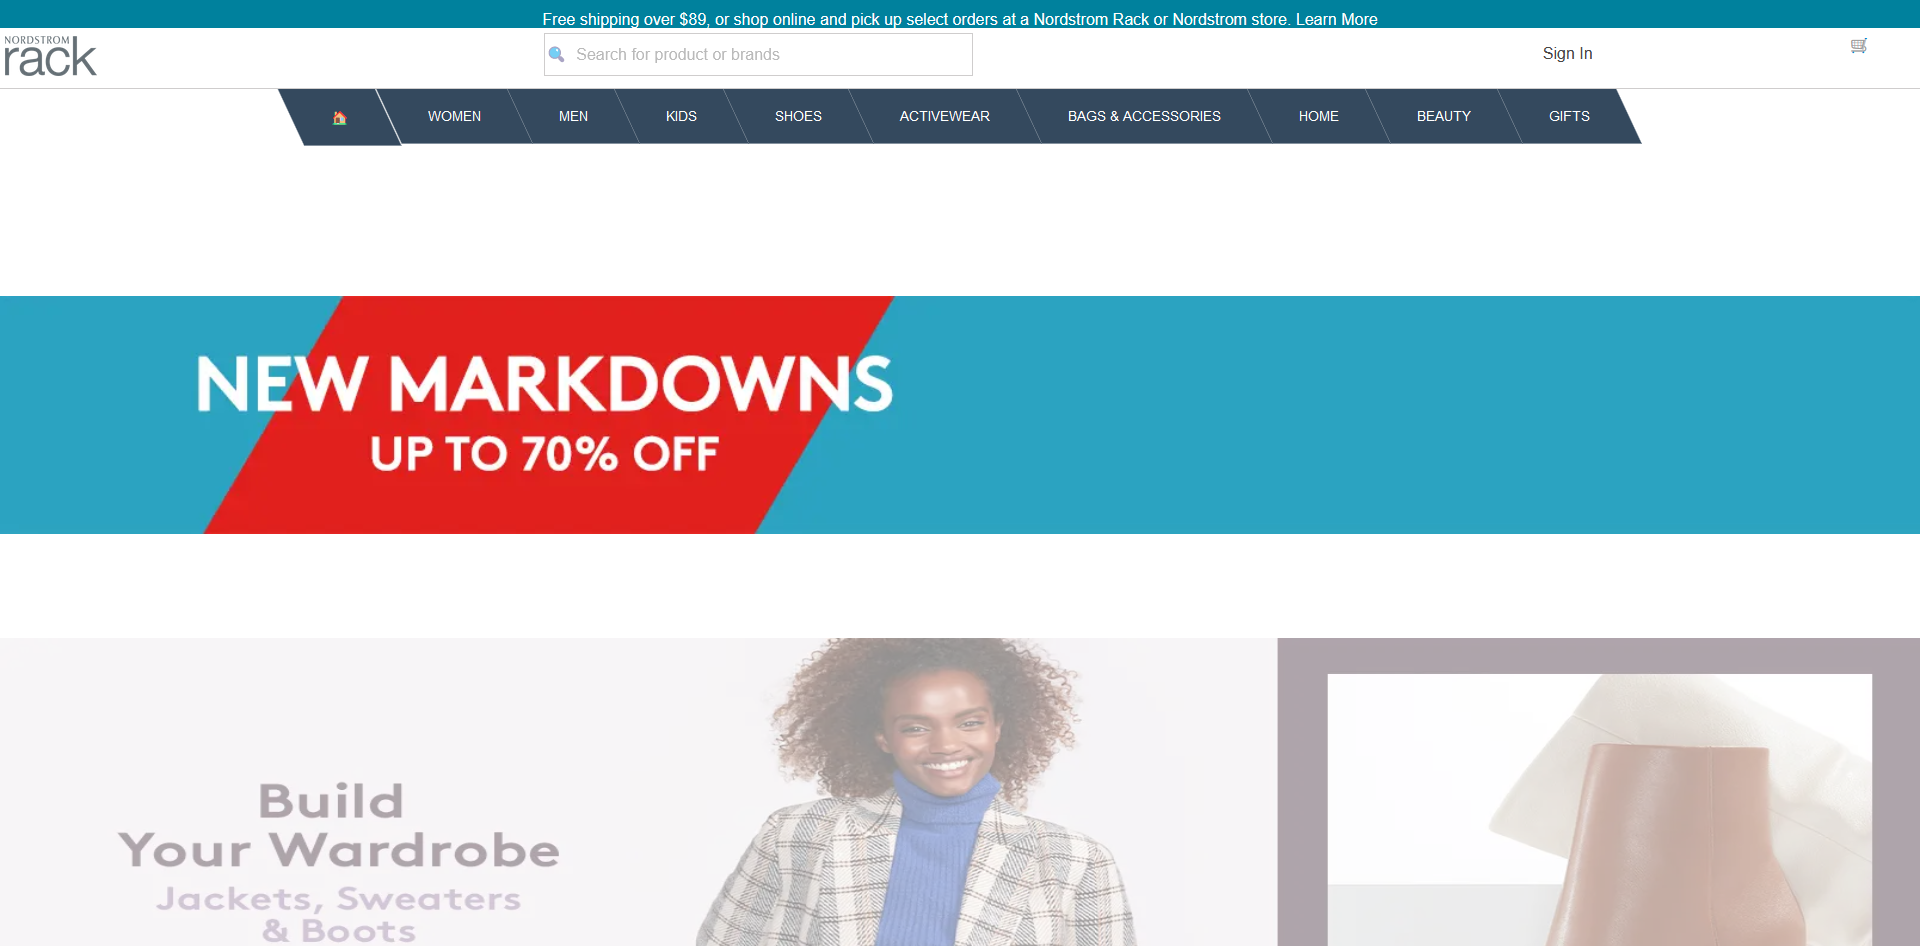 Free shipping over $89, or shop online and pick up select orders at a Nordstrom Rack or Nordstrom store. Learn More
NORDSTROM
rack
Search for product or brands
Sign In
WOMEN MEN KIDS SHOES ACTIVEWEAR BAGS & ACCESSORIES HOME BEAUTY GIFTS
NEW MARKDOWNS
UP TO 70% OFF
Build
Your Wardrobe
Jackets, Sweaters
& Boots